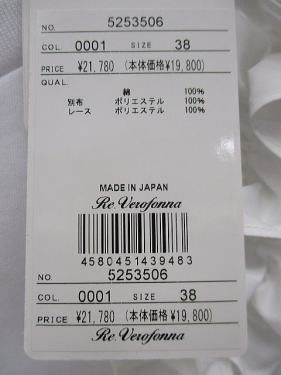 NO. 5253506
COL. 0001 SIZE 38
PRICE ¥21,780 (本体価格¥19,800)
QUAL.
綿 100%
別布 ポリエステル 100%
レース ポリエステル 100%
MADE IN JAPAN
Re.Verofonna
4580451439483
NO. 5253506
COL. 0001 SIZE 38
PRICE ¥21,780 (本体価格¥19,800)
Re.Verofonna